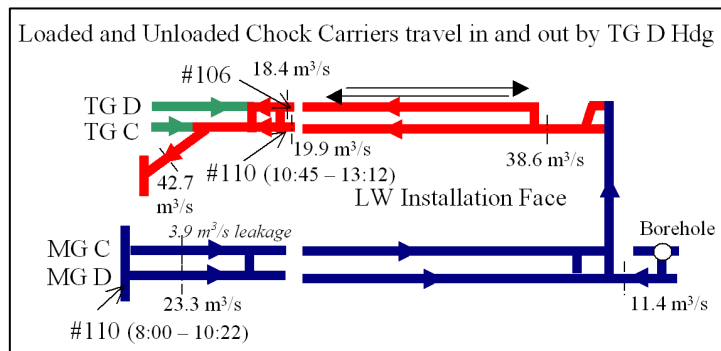 Loaded and Unloaded Chock Carriers travel in and out by TG D Hdg
#106
18.4 m³/s
TG D
TG C
19.9 m³/s
38.6 m³/s
#110 (10:45 – 13:12)
42.7
m³/s
LW Installation Face
3.9 m³/s leakage
Borehole
MG C
MG D
23.3 m³/s
11.4 m³/s
#110 (8:00 – 10:22)